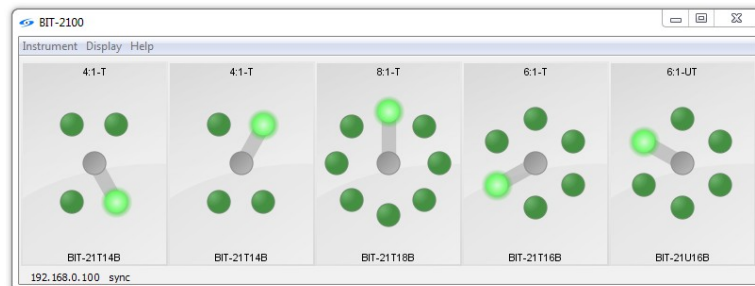 BIT-2100
Instrument Display Help
4:1-T 4:1-T 8:1-T 6:1-T 6:1-UT
BIT-21T14B BIT-21T14B BIT-21T18B BIT-21T16B BIT-21U16B
192.168.0.100 sync